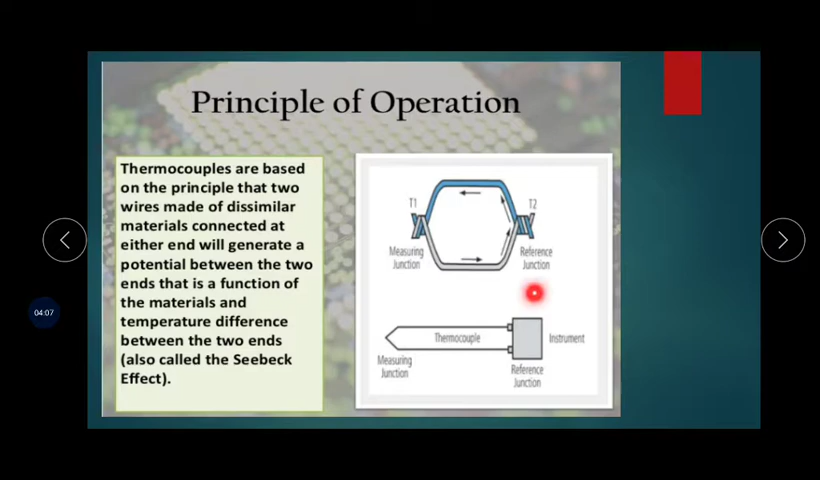 Principle of Operation
Thermocouples are based
on the principle that two
wires made of dissimilar
materials connected at
either end will generate a
potential between the two
ends that is a function of
the materials and
temperature difference
between the two ends
(also called the Seebeck
Effect).
T1
T2
Measuring
Junction
Reference
Junction
Thermocouple
Instrument
Measuring
Junction
Reference
Junction
04:07